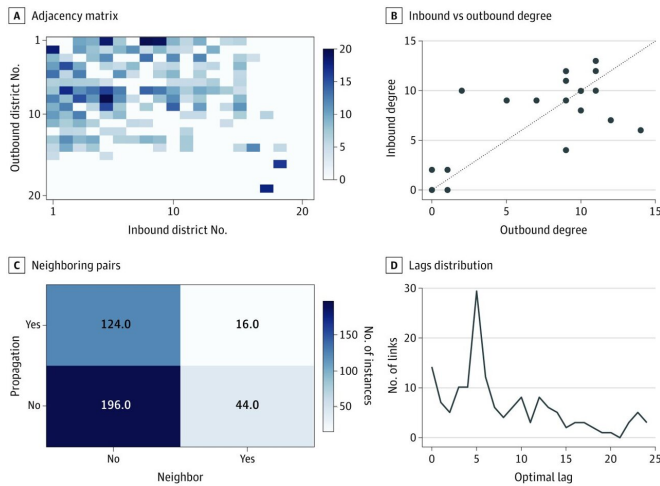 A Adjacency matrix
Outbound district No.
1
10
20
1 10 20
Inbound district No.
20
15
10
5
0
B Inbound vs outbound degree
Inbound degree
15
10
5
0
0 5 10 15
Outbound degree
C Neighboring pairs
Propagation
Yes
No
124.0 16.0
196.0 44.0
No Yes
Neighbor
150
100
50
No. of instances
D Lags distribution
No. of links
30
20
10
0
0 5 10 15 20 25
Optimal lag